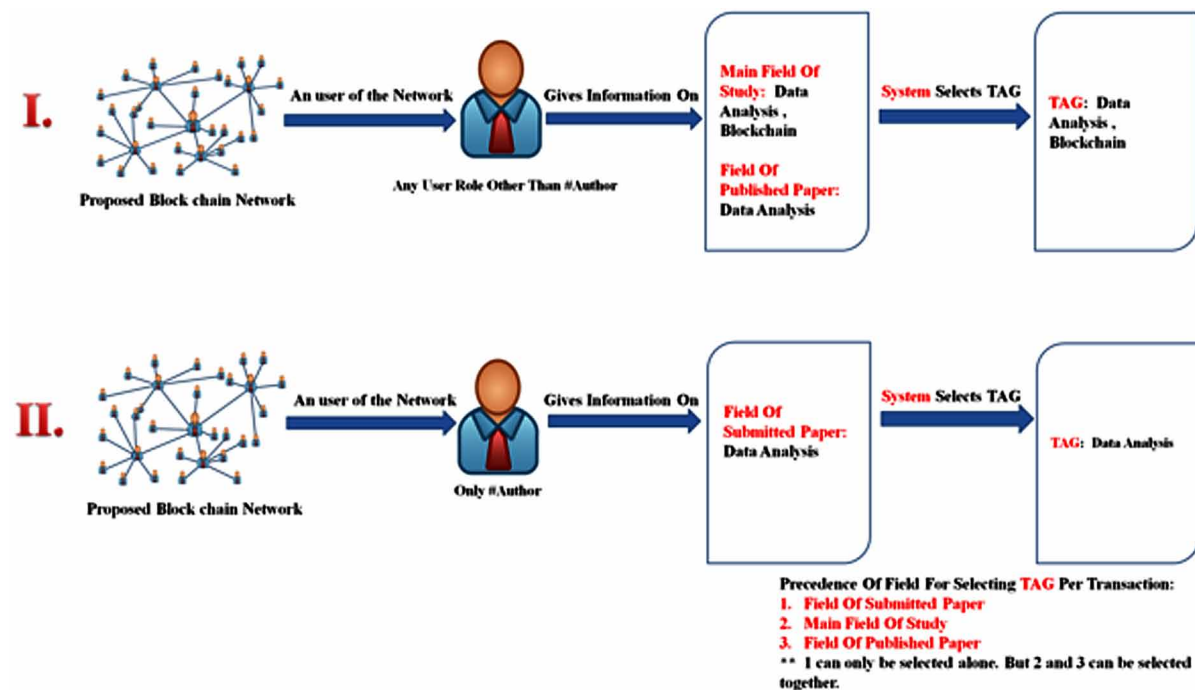 I.
An user of the Network
Gives Information On
System Selects TAG
Main Field Of
Study: Data
Analysis ,
Blockchain
Field Of
Published Paper:
Data Analysis
TAG: Data
Analysis ,
Blockchain
Any User Role Other Than #Author
Proposed Block chain Network
II.
An user of the Network
Gives Information On
System Selects TAG
Field Of
Submitted Paper:
Data Analysis
TAG: Data Analysis
Only #Author
Proposed Block chain Network
Precedence Of Field For Selecting TAG Per Transaction:
1. Field Of Submitted Paper
2. Main Field Of Study
3. Field Of Published Paper
** 1 can only be selected alone. But 2 and 3 can be selected
together.